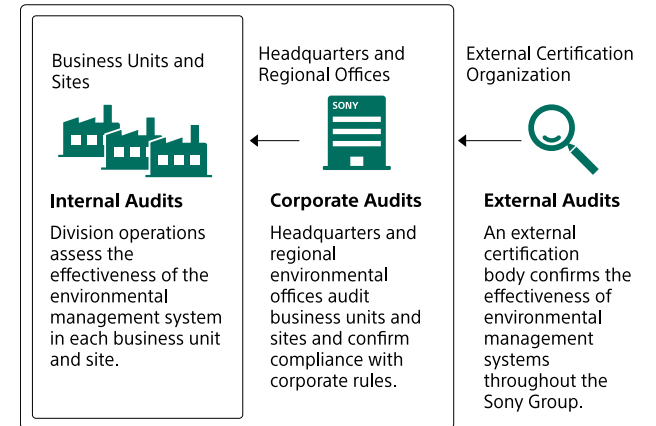 Business Units and
Sites
Internal Audits
Division operations
assess the
effectiveness of the
environmental
management system
in each business unit
and site.
Headquarters and
Regional Offices
SONY
Corporate Audits
Headquarters and
regional
environmental
offices audit
business units and
sites and confirm
compliance with
corporate rules.
External Certification
Organization
External Audits
An external
certification
body confirms the
effectiveness of
environmental
management
systems
throughout the
Sony Group.